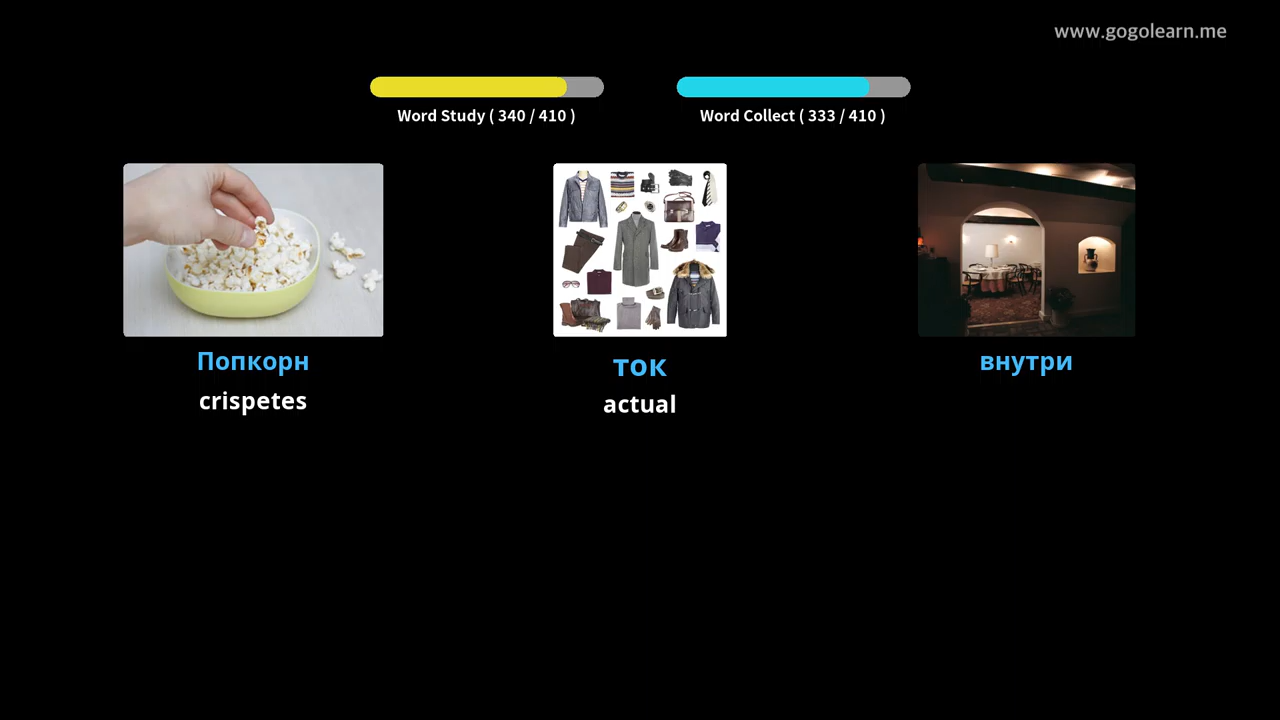 www.gogolearn.me
Word Study ( 340 / 410 )
Word Collect ( 333 / 410 )
Попкорн
crispetes
ток
actual
внутри